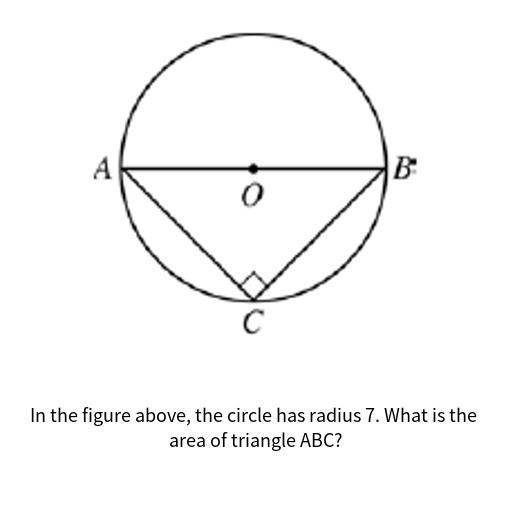 A B
O
C
In the figure above, the circle has radius 7. What is the
area of triangle ABC?